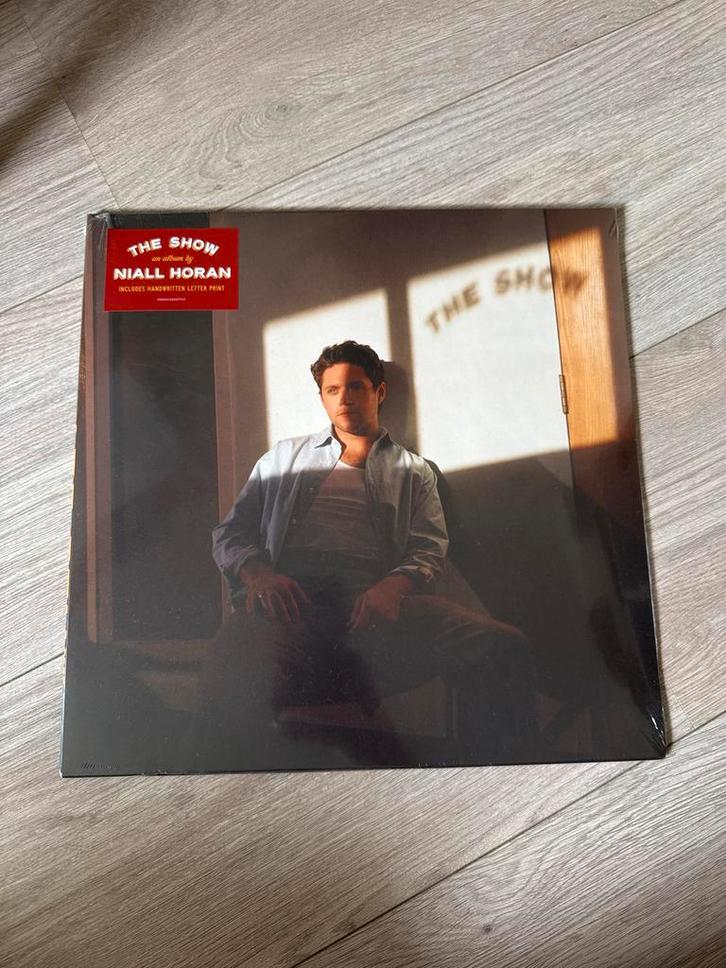 THE SHOW
an album by
NIALL HORAN
INCLUDES HANDWRITTEN LETTER PRINT
THE SHOW